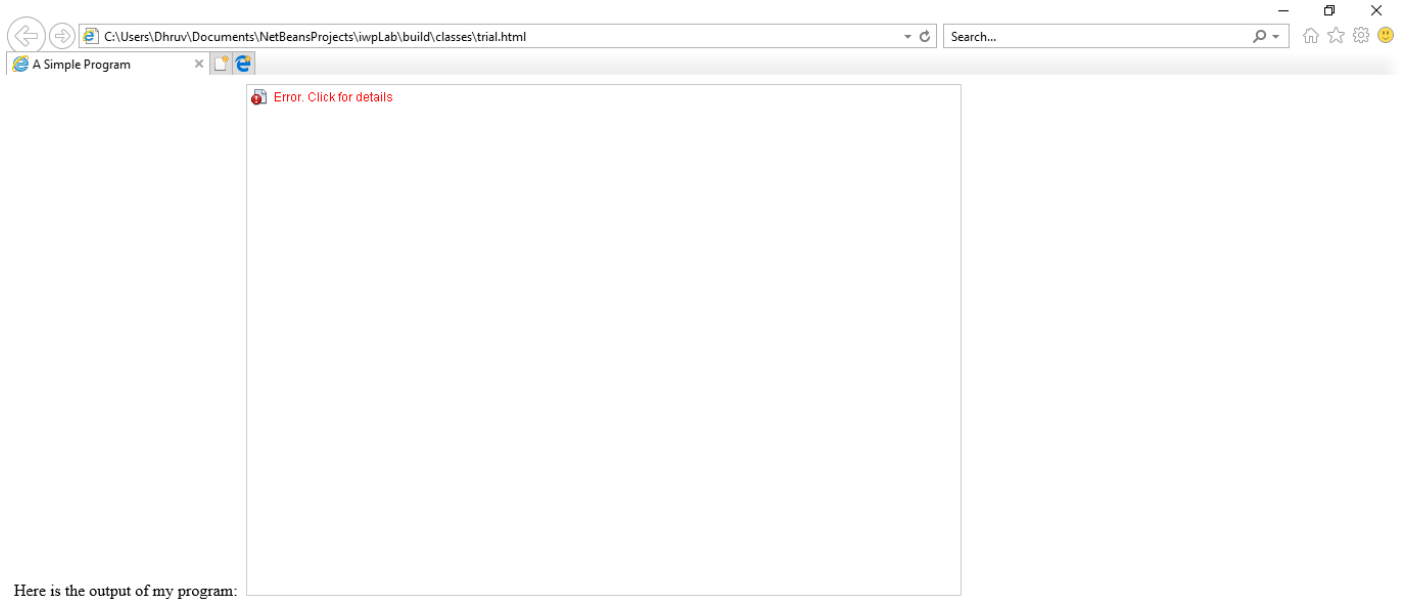 C:\Users\Dhruv\Documents\NetBeansProjects\iwpLab\build\classes\trial.html
Search...
A Simple Program
Error. Click for details
Here is the output of my program: